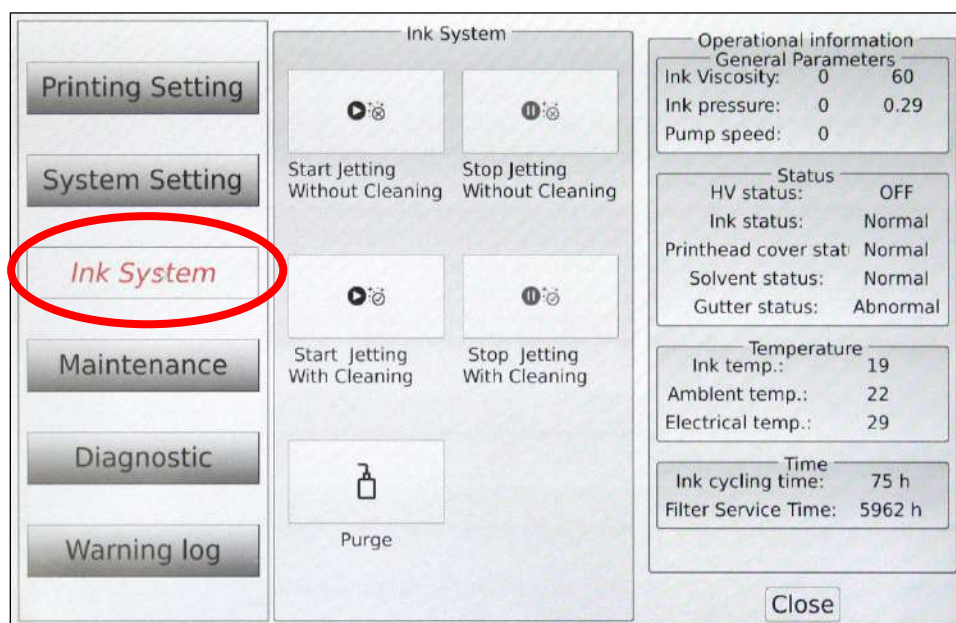 Printing Setting
System Setting
Ink System
Maintenance
Diagnostic
Warning log
Ink System
Start Jetting
Without Cleaning
Stop Jetting
Without Cleaning
Start Jetting
With Cleaning
Stop Jetting
With Cleaning
Purge
Operational information
General Parameters
Ink Viscosity: 0 60
Ink pressure: 0 0.29
Pump speed: 0
Status
HV status: OFF
Ink status: Normal
Printhead cover stat Normal
Solvent status: Normal
Gutter status: Abnormal
Temperature
Ink temp.: 19
Amblent temp.: 22
Electrical temp.: 29
Time
Ink cycling time: 75 h
Filter Service Time: 5962 h
Close